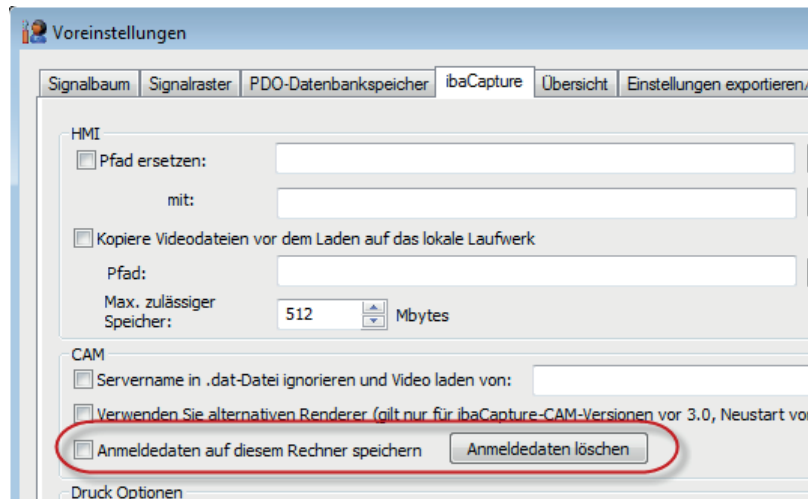 Voreinstellungen
Signalbaum Signalraster PDO-Datenbankspeicher ibaCapture Übersicht Einstellungen exportieren/
HMI
Pfad ersetzen:
mit:
Kopiere Videodateien vor dem Laden auf das lokale Laufwerk
Pfad:
Max. zulässiger
Speicher: 512 Mbytes
CAM
Servername in .dat-Datei ignorieren und Video laden von:
Verwenden Sie alternativen Renderer (gilt nur für ibaCapture-CAM-Versionen vor 3.0, Neustart vo
Anmeldedaten auf diesem Rechner speichern Anmeldedaten löschen
Druck Optionen